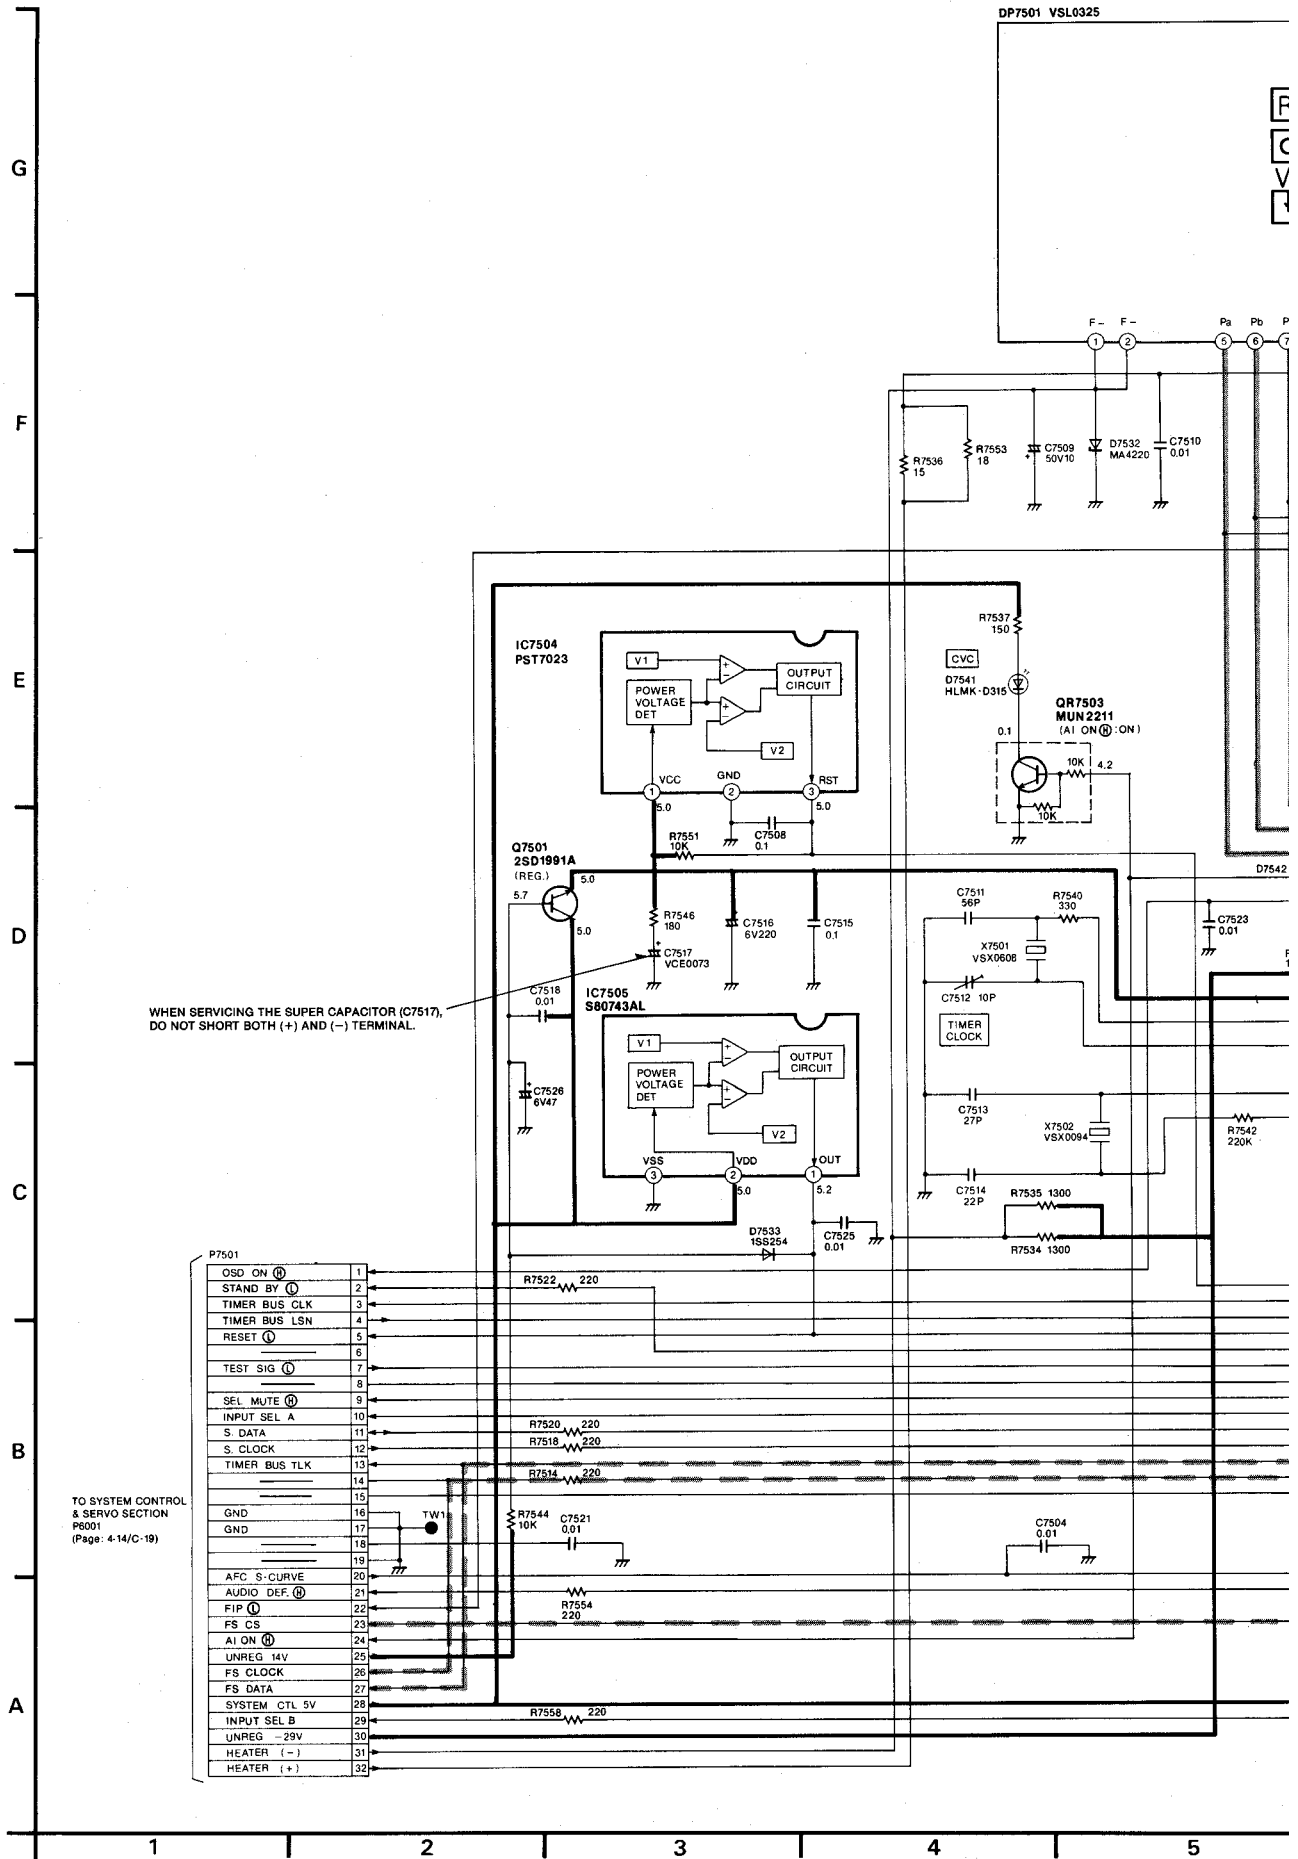 DP7501 VSL0325
G
V
F- F- Pa Pb P
1 2 5 6 7
F
R7536
15
R7553
18
C7509
50V10
D7532
MA4220
C7510
0.01
E
IC7504
PST7023
V1
POWER
VOLTAGE
DET
OUTPUT
CIRCUIT
V2
VCC GND RST
1 2 3
5.0 5.0
R7537
150
CVC
D7541
HLMK-D315
QR7503
MUN2211
(AI ON Ⓗ:ON)
0.1
10K 4.2
10K
C7508
0.1
R7551
10K
Q7501
2SD1991A
(REG.)
5.7
5.0
5.0
D7542
D
R7546
180
C7517
VCE0073
C7516
6V220
C7515
0.1
C7511
56P
R7540
330
X7501
VSX0608
C7512 10P
C7523
0.01
TIMER
CLOCK
WHEN SERVICING THE SUPER CAPACITOR (C7517),
DO NOT SHORT BOTH (+) AND (-) TERMINAL.
C7518
0.01
IC7505
S80743AL
V1
POWER
VOLTAGE
DET
OUTPUT
CIRCUIT
V2
VSS VDD OUT
3 2 1
5.0 5.2
C7526
6V47
C7513
27P
X7502
VSX0094
R7542
220K
C7514
22P
C
R7535 1300
R7534 1300
C7525
0.01
D7533
1SS254
P7501
OSD ON Ⓗ 1
STAND BY Ⓛ 2
TIMER BUS CLK 3
TIMER BUS LSN 4
RESET Ⓛ 5
6
TEST SIG Ⓛ 7
8
SEL MUTE Ⓗ 9
INPUT SEL A 10
S. DATA 11
S. CLOCK 12
TIMER BUS TLK 13
14
15
GND 16
GND 17
18
19
AFC S-CURVE 20
AUDIO DEF. Ⓗ 21
FIP Ⓛ 22
FS CS 23
AI ON Ⓗ 24
UNREG 14V 25
FS CLOCK 26
FS DATA 27
SYSTEM CTL 5V 28
INPUT SEL B 29
UNREG -29V 30
HEATER (-) 31
HEATER (+) 32
R7522 220
R7520 220
R7518 220
R7514 220
B
TO SYSTEM CONTROL
& SERVO SECTION
P6001
(Page: 4-14/C-19)
TW1
R7544
10K
C7521
0.01
C7504
0.01
R7554
220
R7558 220
A
1 2 3 4 5